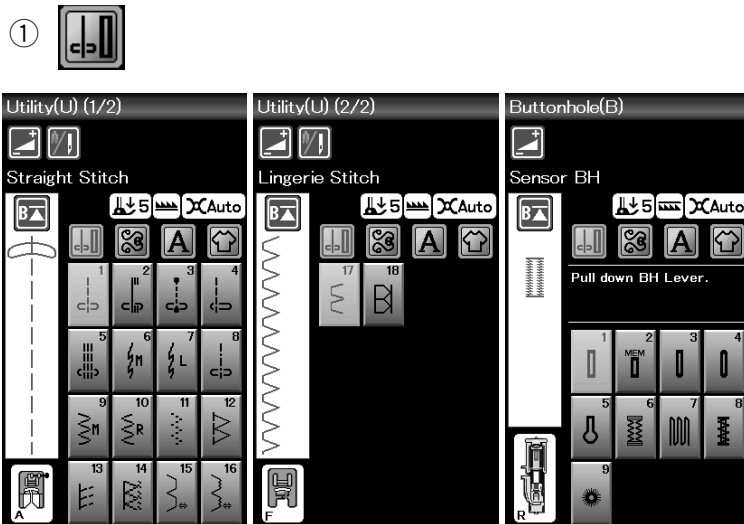 ①
Utility(U) (1/2)
Straight Stitch
B 5 Auto
A
1 2 3 4
5 6 M 7 L 8
9 M 10 R 11 12
13 14 15 16
A
Utility(U) (2/2)
Lingerie Stitch
B 5 Auto
A
17 18
F
Buttonhole(B)
Sensor BH
B 5 Auto
A
Pull down BH Lever.
1 2 MEM 3 4
5 6 7 8
9
R